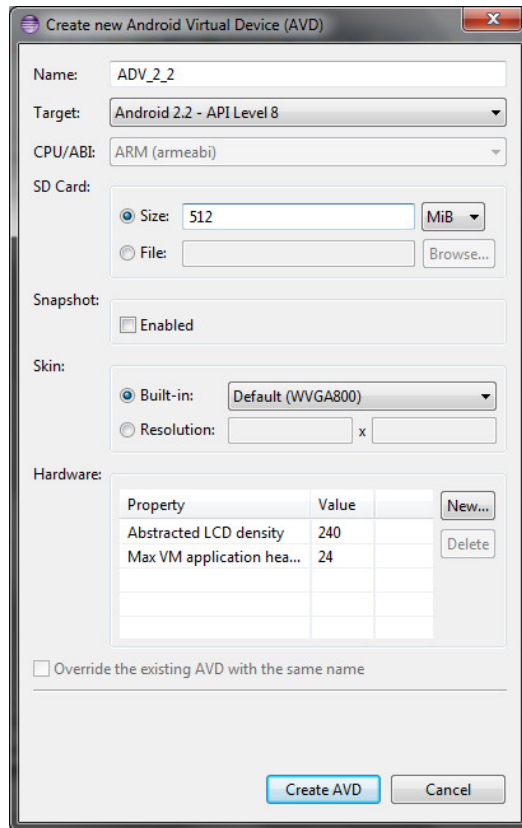 Create new Android Virtual Device (AVD)
x
Name: ADV_2_2
Target: Android 2.2 - API Level 8
CPU/ABI: ARM (armeabi)
SD Card:
Size: 512 MiB
File: Browse...
Snapshot:
Enabled
Skin:
Built-in: Default (WVGA800)
Resolution: x
Hardware:
Property Value New...
Abstracted LCD density 240 Delete
Max VM application hea... 24
Override the existing AVD with the same name
Create AVD Cancel